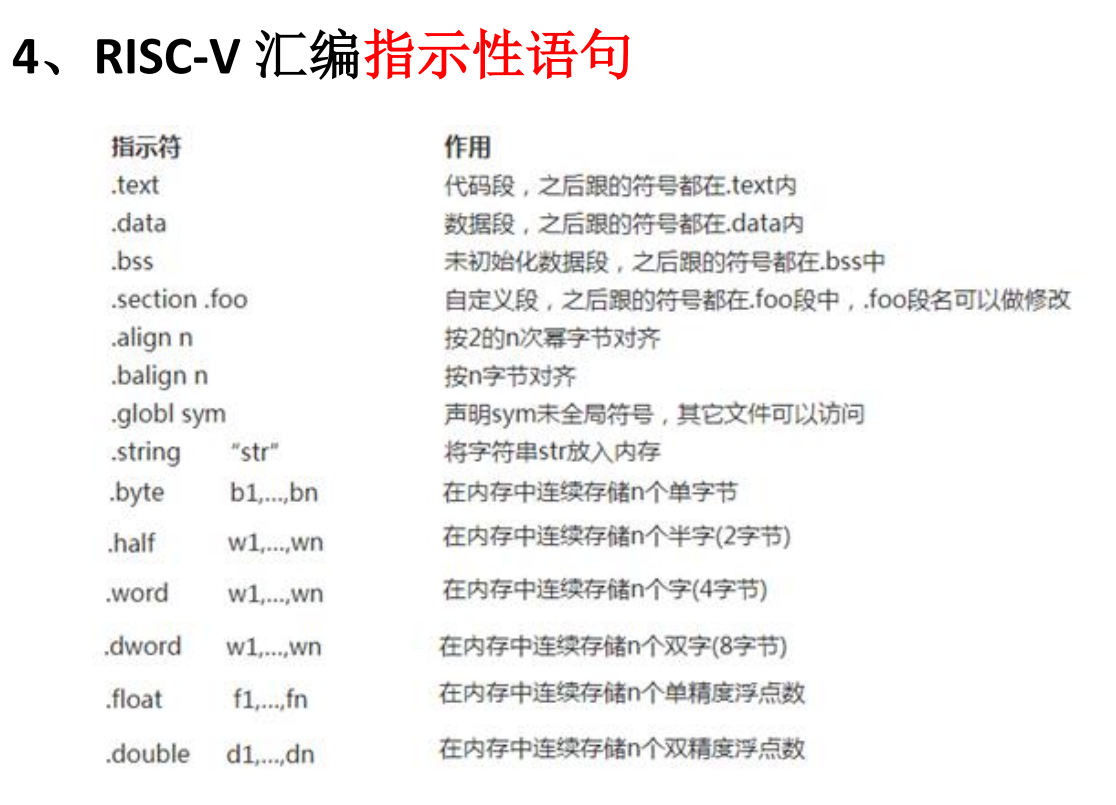 4、RISC-V 汇编指示性语句
指示符 作用
.text 代码段，之后跟的符号都在.text内
.data 数据段，之后跟的符号都在.data内
.bss 未初始化数据段，之后跟的符号都在.bss中
.section .foo 自定义段，之后跟的符号都在.foo段中，.foo段名可以做修改
.align n 按2的n次幂字节对齐
.balign n 按n字节对齐
.globl sym 声明sym未全局符号，其它文件可以访问
.string “str” 将字符串str放入内存
.byte b1,...,bn 在内存中连续存储n个单字节
.half w1,...,wn 在内存中连续存储n个半字(2字节)
.word w1,...,wn 在内存中连续存储n个字(4字节)
.dword w1,...,wn 在内存中连续存储n个双字(8字节)
.float f1,...,fn 在内存中连续存储n个单精度浮点数
.double d1,...,dn 在内存中连续存储n个双精度浮点数